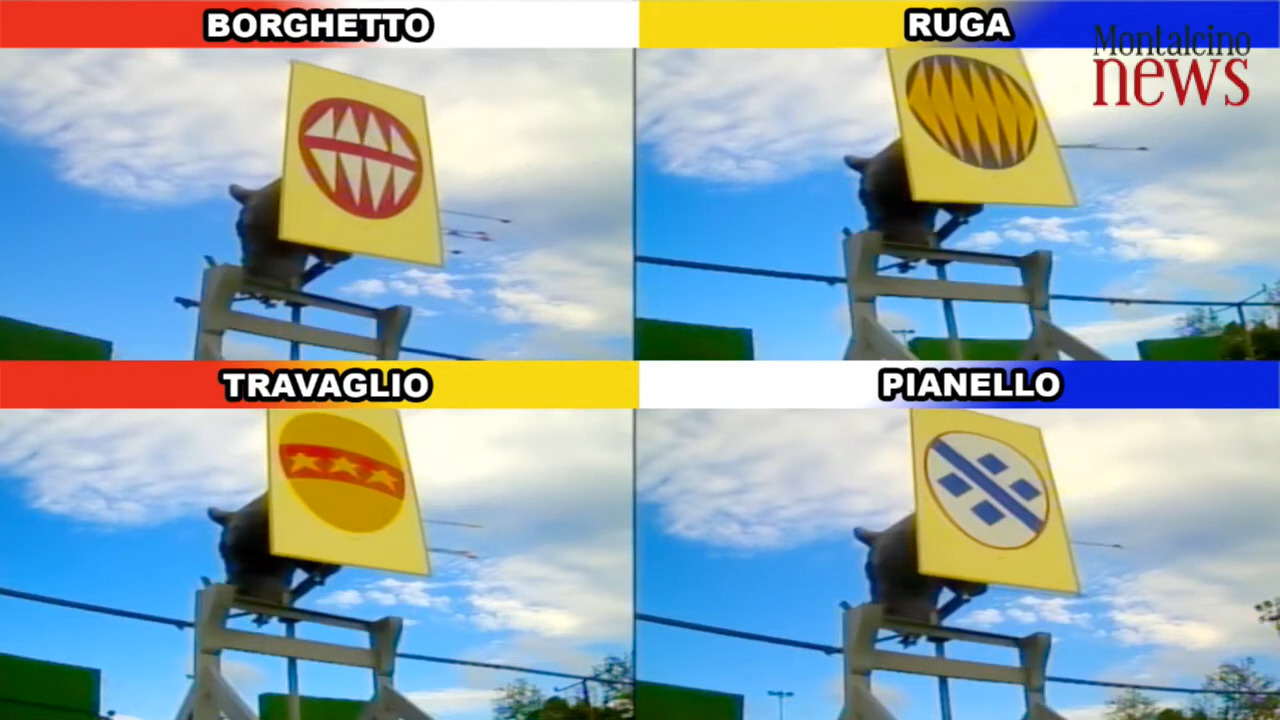 BORGHETTO
RUGA
Montalcino
news
TRAVAGLIO
PIANELLO